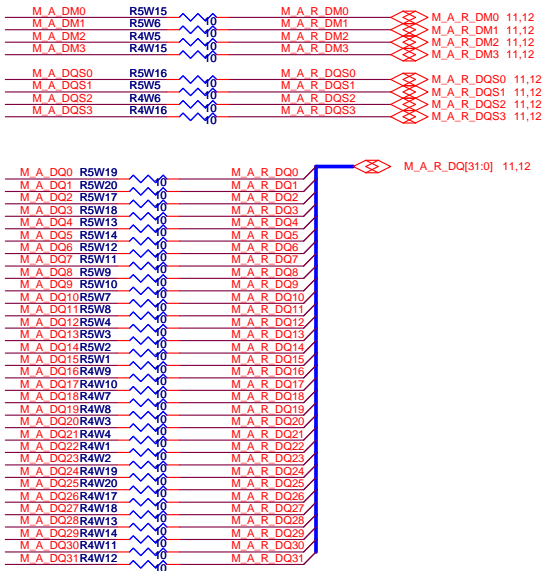 M_A_DM0 R5W15 10 M_A_R_DM0 M_A_R_DM0 11,12
M_A_DM1 R5W6 10 M_A_R_DM1 M_A_R_DM1 11,12
M_A_DM2 R4W5 10 M_A_R_DM2 M_A_R_DM2 11,12
M_A_DM3 R4W15 10 M_A_R_DM3 M_A_R_DM3 11,12
M_A_DQS0 R5W16 10 M_A_R_DQS0 M_A_R_DQS0 11,12
M_A_DQS1 R5W5 10 M_A_R_DQS1 M_A_R_DQS1 11,12
M_A_DQS2 R4W6 10 M_A_R_DQS2 M_A_R_DQS2 11,12
M_A_DQS3 R4W16 10 M_A_R_DQS3 M_A_R_DQS3 11,12
M_A_R_DQ[31:0] 11,12
M_A_DQ0 R5W19 10 M_A_R_DQ0
M_A_DQ1 R5W20 10 M_A_R_DQ1
M_A_DQ2 R5W17 10 M_A_R_DQ2
M_A_DQ3 R5W18 10 M_A_R_DQ3
M_A_DQ4 R5W13 10 M_A_R_DQ4
M_A_DQ5 R5W14 10 M_A_R_DQ5
M_A_DQ6 R5W12 10 M_A_R_DQ6
M_A_DQ7 R5W11 10 M_A_R_DQ7
M_A_DQ8 R5W9 10 M_A_R_DQ8
M_A_DQ9 R5W10 10 M_A_R_DQ9
M_A_DQ10 R5W7 10 M_A_R_DQ10
M_A_DQ11 R5W8 10 M_A_R_DQ11
M_A_DQ12 R5W4 10 M_A_R_DQ12
M_A_DQ13 R5W3 10 M_A_R_DQ13
M_A_DQ14 R5W2 10 M_A_R_DQ14
M_A_DQ15 R5W1 10 M_A_R_DQ15
M_A_DQ16 R4W9 10 M_A_R_DQ16
M_A_DQ17 R4W10 10 M_A_R_DQ17
M_A_DQ18 R4W7 10 M_A_R_DQ18
M_A_DQ19 R4W8 10 M_A_R_DQ19
M_A_DQ20 R4W3 10 M_A_R_DQ20
M_A_DQ21 R4W4 10 M_A_R_DQ21
M_A_DQ22 R4W1 10 M_A_R_DQ22
M_A_DQ23 R4W2 10 M_A_R_DQ23
M_A_DQ24 R4W19 10 M_A_R_DQ24
M_A_DQ25 R4W20 10 M_A_R_DQ25
M_A_DQ26 R4W17 10 M_A_R_DQ26
M_A_DQ27 R4W18 10 M_A_R_DQ27
M_A_DQ28 R4W13 10 M_A_R_DQ28
M_A_DQ29 R4W14 10 M_A_R_DQ29
M_A_DQ30 R4W11 10 M_A_R_DQ30
M_A_DQ31 R4W12 10 M_A_R_DQ31